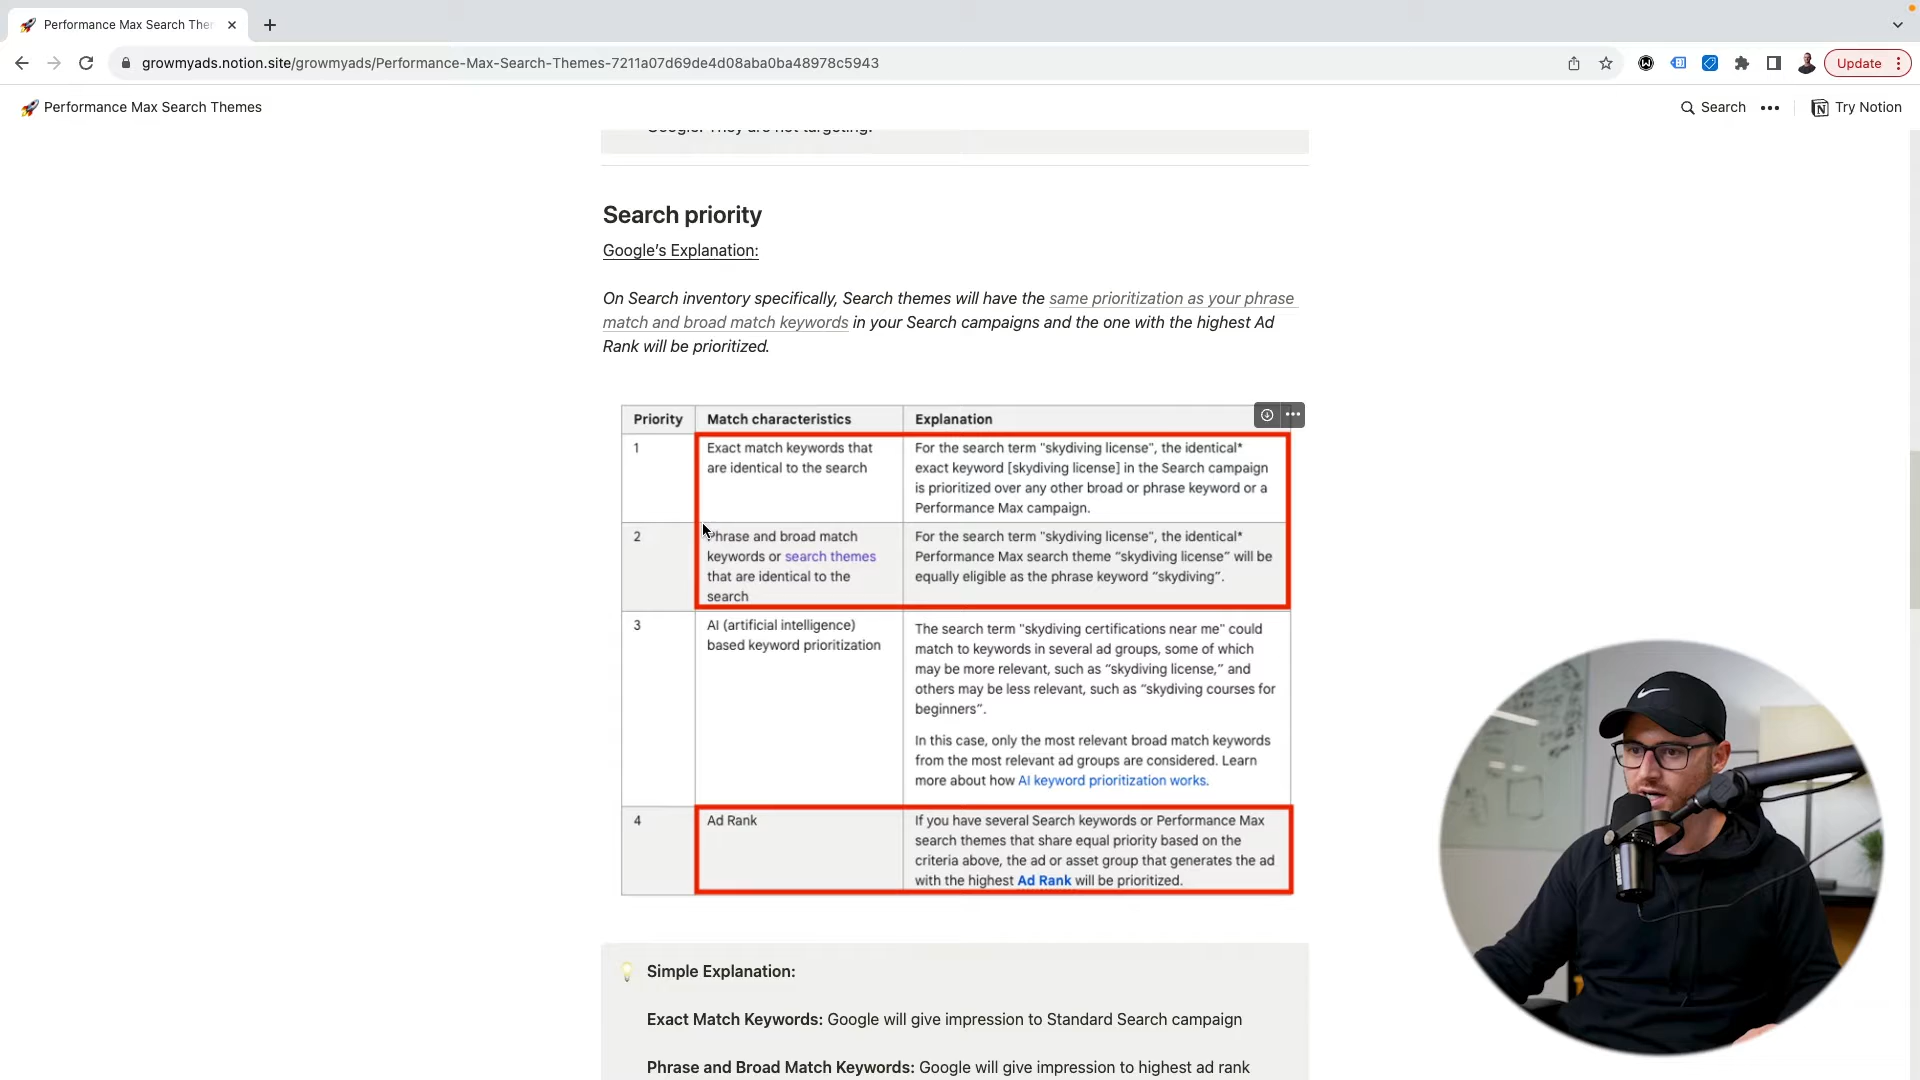 Performance Max Search The
growmyads.notion.site/growmyads/Performance-Max-Search-Themes-7211a07d69de4d08aba0ba48978c5943
Update
Performance Max Search Themes
Search
Try Notion
Google. They are not targeting.
Search priority
Google's Explanation:
On Search inventory specifically, Search themes will have the same prioritization as your phrase
match and broad match keywords in your Search campaigns and the one with the highest Ad
Rank will be prioritized.
Priority Match characteristics Explanation
1 Exact match keywords that
are identical to the search
For the search term "skydiving license", the identical*
exact keyword [skydiving license] in the Search campaign
is prioritized over any other broad or phrase keyword or a
Performance Max campaign.
2 Phrase and broad match
keywords or search themes
that are identical to the
search
For the search term "skydiving license", the identical*
Performance Max search theme “skydiving license” will be
equally eligible as the phrase keyword “skydiving”.
3 AI (artificial intelligence)
based keyword prioritization
The search term "skydiving certifications near me" could
match to keywords in several ad groups, some of which
may be more relevant, such as “skydiving license,” and
others may be less relevant, such as “skydiving courses for
beginners”.
In this case, only the most relevant broad match keywords
from the most relevant ad groups are considered. Learn
more about how AI keyword prioritization works.
4 Ad Rank
If you have several Search keywords or Performance Max
search themes that share equal priority based on the
criteria above, the ad or asset group that generates the ad
with the highest Ad Rank will be prioritized.
Simple Explanation:
Exact Match Keywords: Google will give impression to Standard Search campaign
Phrase and Broad Match Keywords: Google will give impression to highest ad rank